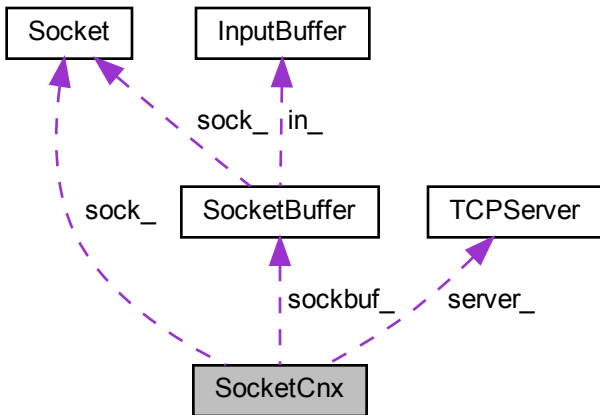 Socket
InputBuffer
sock_
in_
sock_
SocketBuffer
TCPServer
sockbuf_
server_
SocketCnx